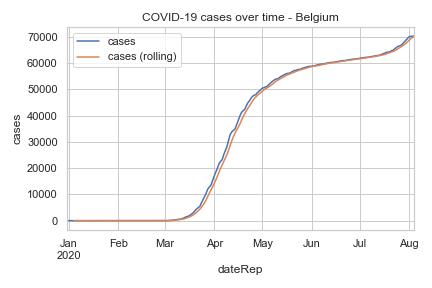 COVID-19 cases over time - Belgium
cases
cases (rolling)
70000
60000
50000
40000
30000
20000
10000
0
cases
Jan Feb Mar Apr May Jun Jul Aug
2020
dateRep